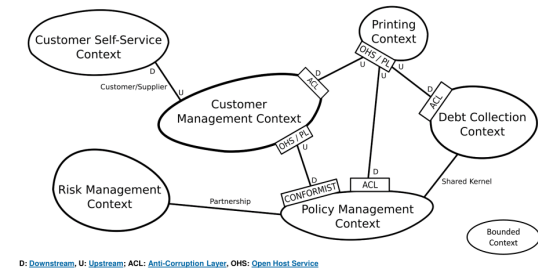 Printing
Context
OHS / PL
U
U
U
Customer Self-Service
Context
D
Customer/Supplier
U
D
ACL
Customer
Management Context
OHS / PL
U
D
ACL
Debt Collection
Context
D
CONFORMIST
D
ACL
Shared Kernel
Risk Management
Context
Partnership
Policy Management
Context
Bounded
Context
D: Downstream, U: Upstream; ACL: Anti-Corruption Layer, OHS: Open Host Service